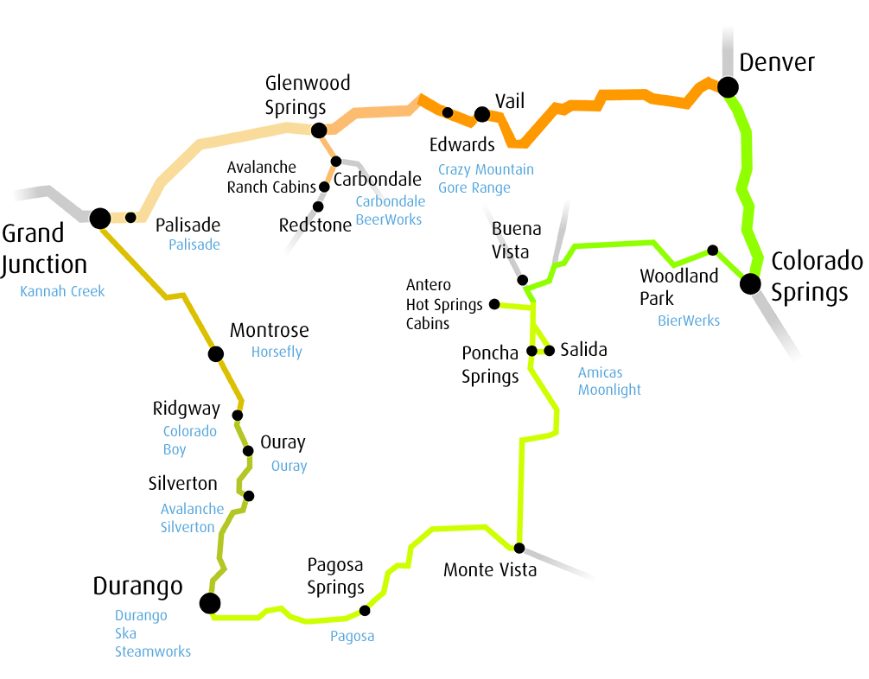 Denver
Glenwood
Springs
Vail
Edwards
Crazy Mountain
Gore Range
Avalanche
Ranch Cabins
Carbondale
Carbondale
BeerWorks
Redstone
Palisade
Palisade
Grand
Junction
Kannah Creek
Buena
Vista
Colorado
Springs
Woodland
Park
BierWerks
Antero
Hot Springs
Cabins
Montrose
Horsefly
Poncha
Springs
Salida
Amicas
Moonlight
Ridgway
Colorado
Boy
Ouray
Ouray
Silverton
Avalanche
Silverton
Durango
Durango
Ska
Steamworks
Pagosa
Springs
Pagosa
Monte Vista